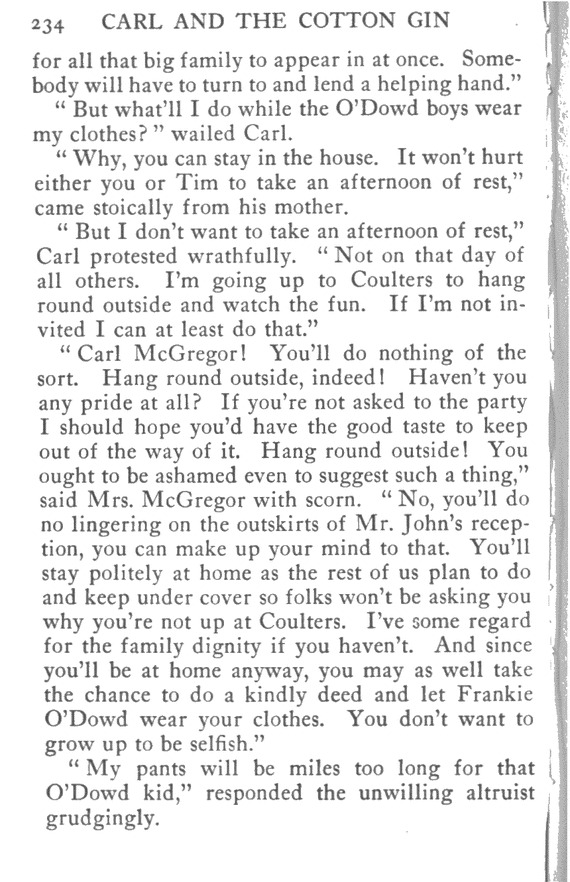 234 CARL AND THE COTTON GIN
for all that big family to appear in at once. Some-
body will have to turn to and lend a helping hand.”
“ But what’ll I do while the O’Dowd boys wear
my clothes? ” wailed Carl.
“ Why, you can stay in the house. It won’t hurt
either you or Tim to take an afternoon of rest,”
came stoically from his mother.
“ But I don’t want to take an afternoon of rest,”
Carl protested wrathfully. “ Not on that day of
all others. I’m going up to Coulters to hang
round outside and watch the fun. If I’m not in-
vited I can at least do that.”
“ Carl McGregor! You’ll do nothing of the
sort. Hang round outside, indeed! Haven’t you
any pride at all? If you’re not asked to the party
I should hope you’d have the good taste to keep
out of the way of it. Hang round outside! You
ought to be ashamed even to suggest such a thing,”
said Mrs. McGregor with scorn. “ No, you’ll do
no lingering on the outskirts of Mr. John’s recep-
tion, you can make up your mind to that. You’ll
stay politely at home as the rest of us plan to do
and keep under cover so folks won’t be asking you
why you’re not up at Coulters. I’ve some regard
for the family dignity if you haven’t. And since
you’ll be at home anyway, you may as well take
the chance to do a kindly deed and let Frankie
O’Dowd wear your clothes. You don’t want to
grow up to be selfish.”
“ My pants will be miles too long for that
O’Dowd kid,” responded the unwilling altruist
grudgingly.